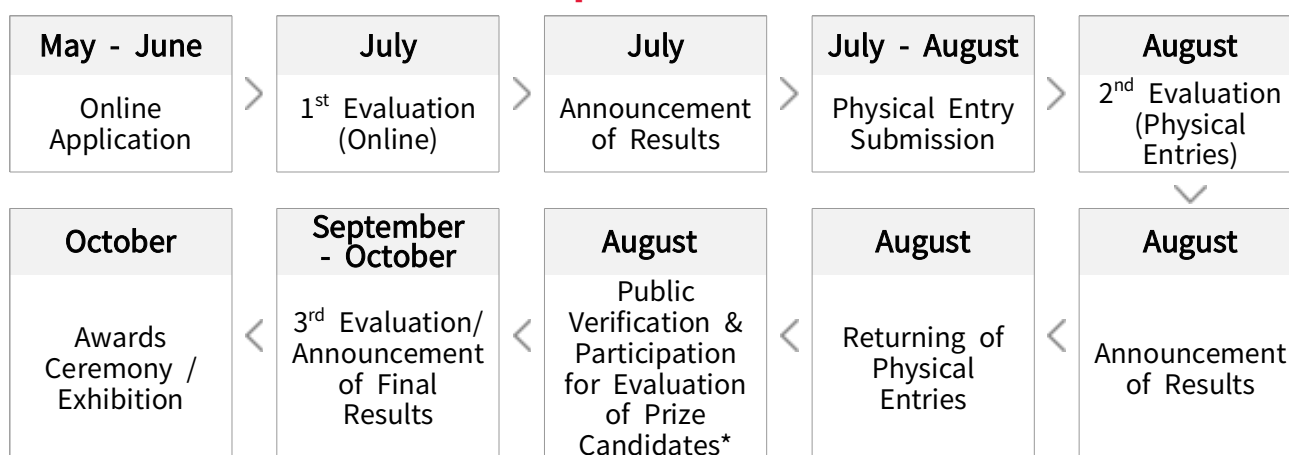 May - June
Online
Application
July
1st Evaluation
(Online)
July
Announcement
of Results
July - August
Physical Entry
Submission
August
2nd Evaluation
(Physical
Entries)
August
Announcement
of Results
August
Returning of
Physical
Entries
August
Public
Verification &
Participation
for Evaluation
of Prize
Candidates*
September
- October
3rd Evaluation/
Announcement
of Final
Results
October
Awards
Ceremony /
Exhibition